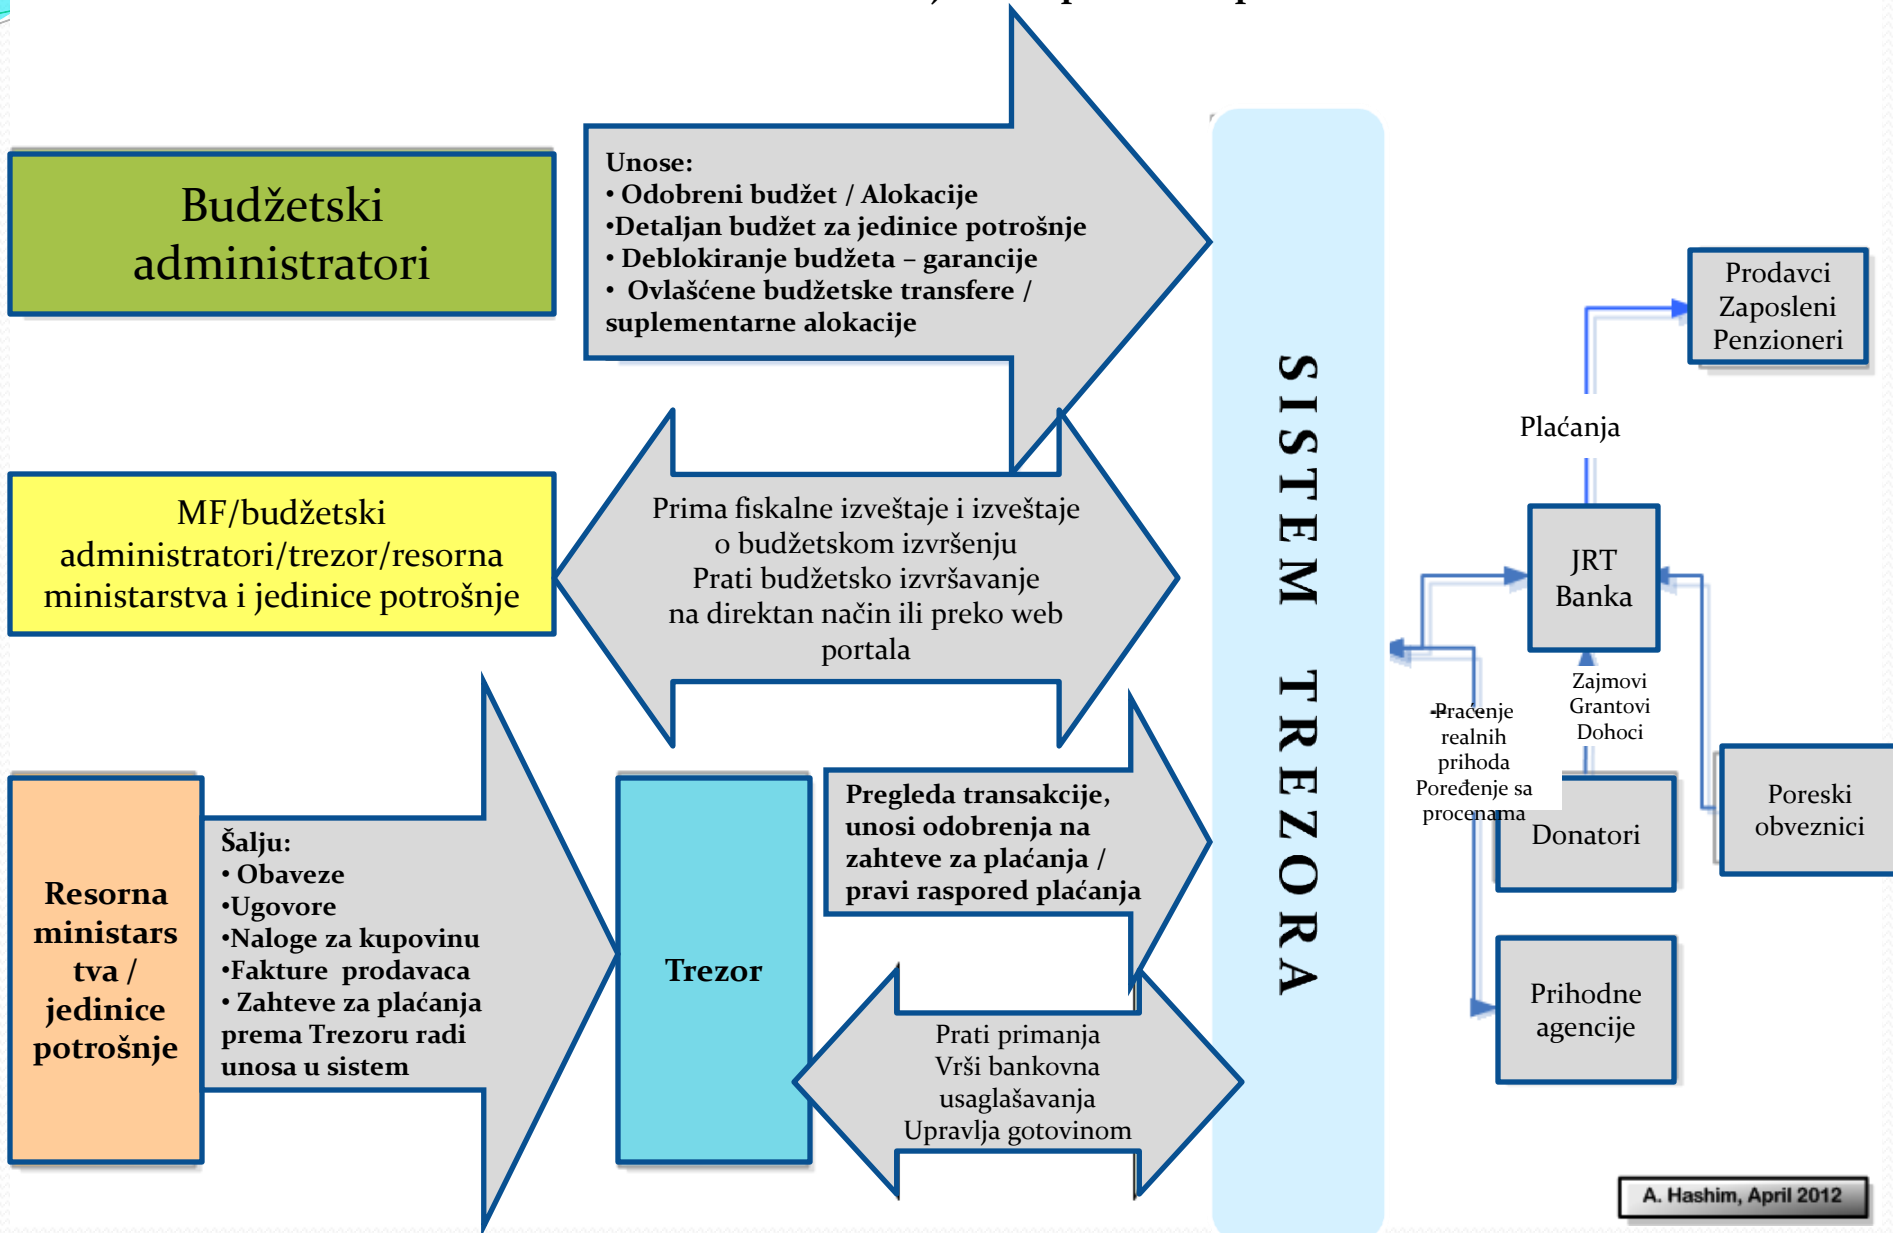 Budžetski
administratori
Unose:
• Odobreni budžet / Alokacije
•Detaljan budžet za jedinice potrošnje
• Deblokiranje budžeta – garancije
• Ovlašćene budžetske transfere /
suplementarne alokacije
MF/budžetski
administratori/trezor/resorna
ministarstva i jedinice potrošnje
Prima fiskalne izveštaje i izveštaje
o budžetskom izvršenju
Prati budžetsko izvršavanje
na direktan način ili preko web
portala
Resorna
ministars
tva /
jedinice
potrošnje
Šalju:
• Obaveze
•Ugovore
•Naloge za kupovinu
•Fakture prodavaca
• Zahteve za plaćanja
prema Trezoru radi
unosa u sistem
Trezor
Pregleda transakcije,
unosi odobrenja na
zahteve za plaćanja /
pravi raspored plaćanja
Prati primanja
Vrši bankovna
usaglašavanja
Upravlja gotovinom
SISTEM TREZORA
Prodavci
Zaposleni
Penzioneri
Plaćanja
JRT
Banka
Zajmovi
Grantovi
Dohoci
-Praćenje
realnih
prihoda
Poređenje sa
procenama
Donatori
Poreski
obveznici
Prihodne
agencije
A. Hashim, April 2012